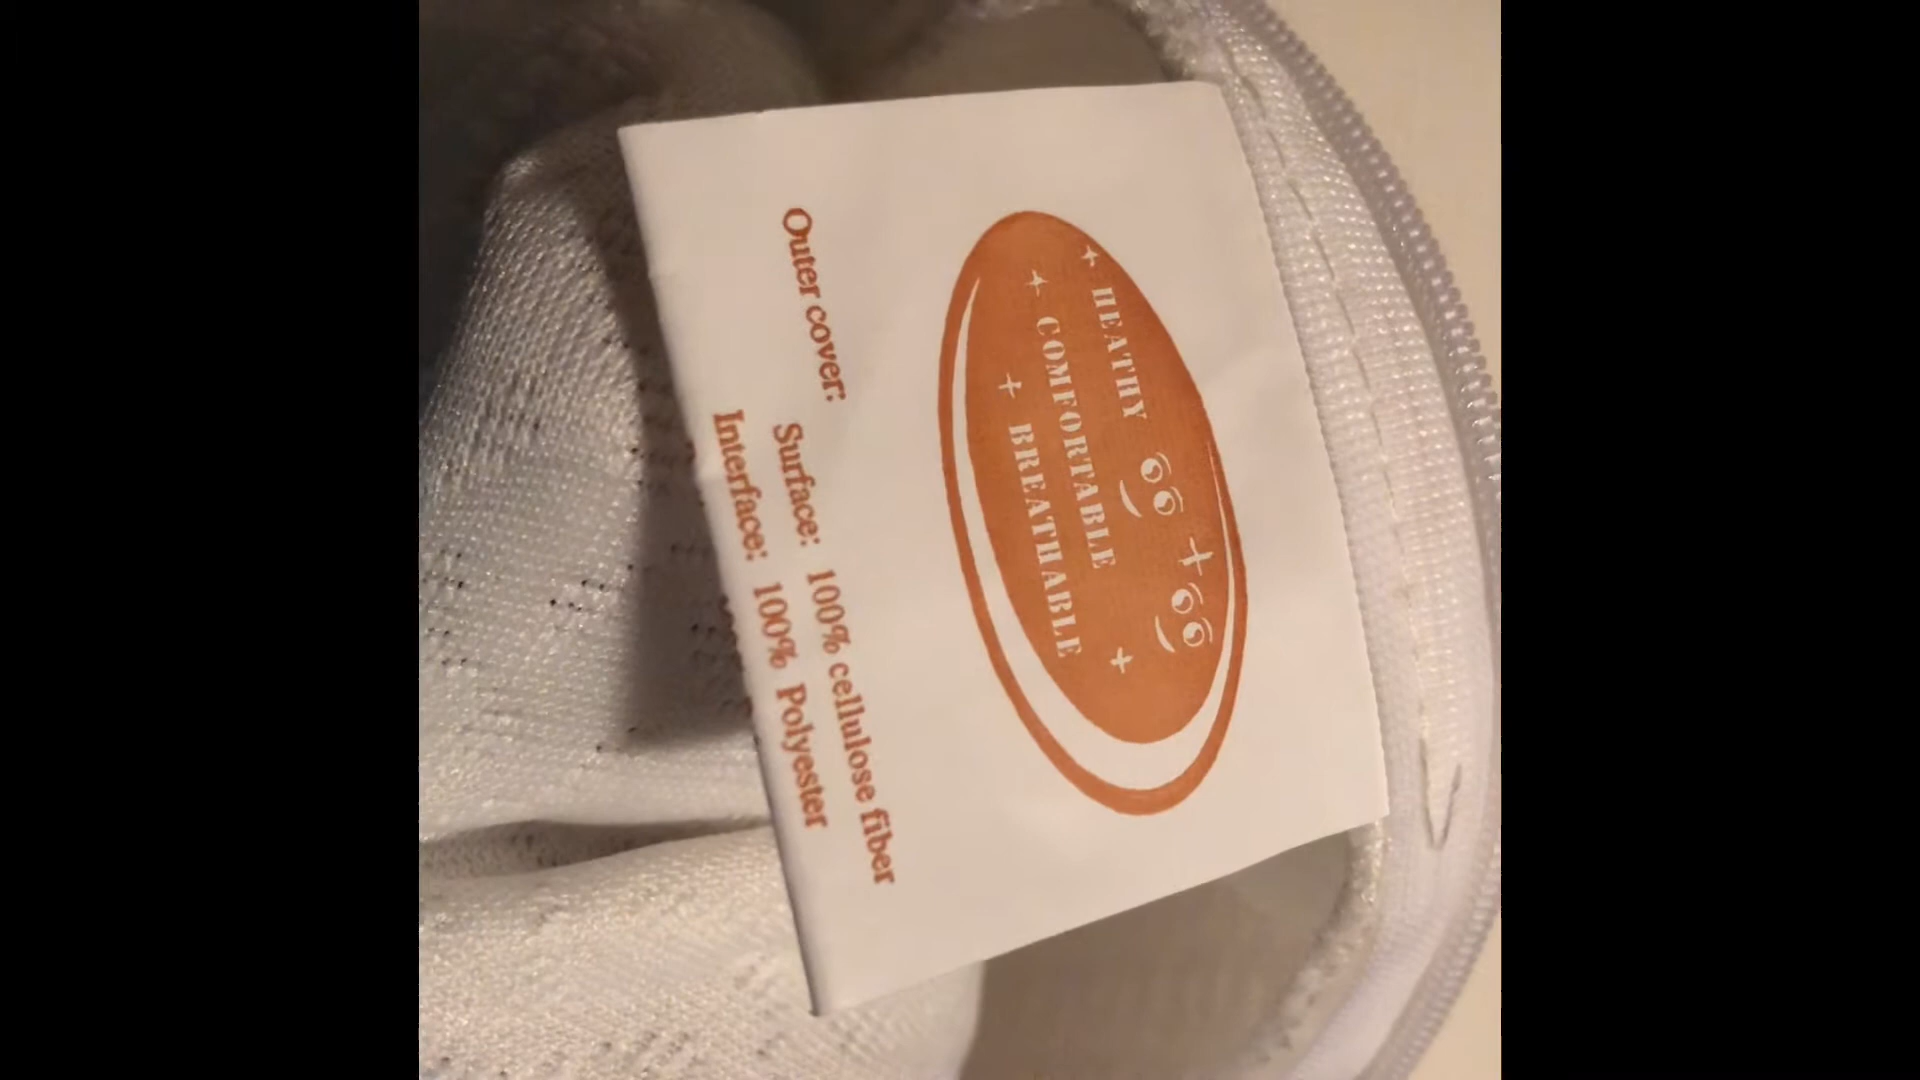 + HEATHY
+ COMFORTABLE
+ BREATHABLE
Outer cover:
Surface: 100% cellulose fiber
Interface: 100% Polyester